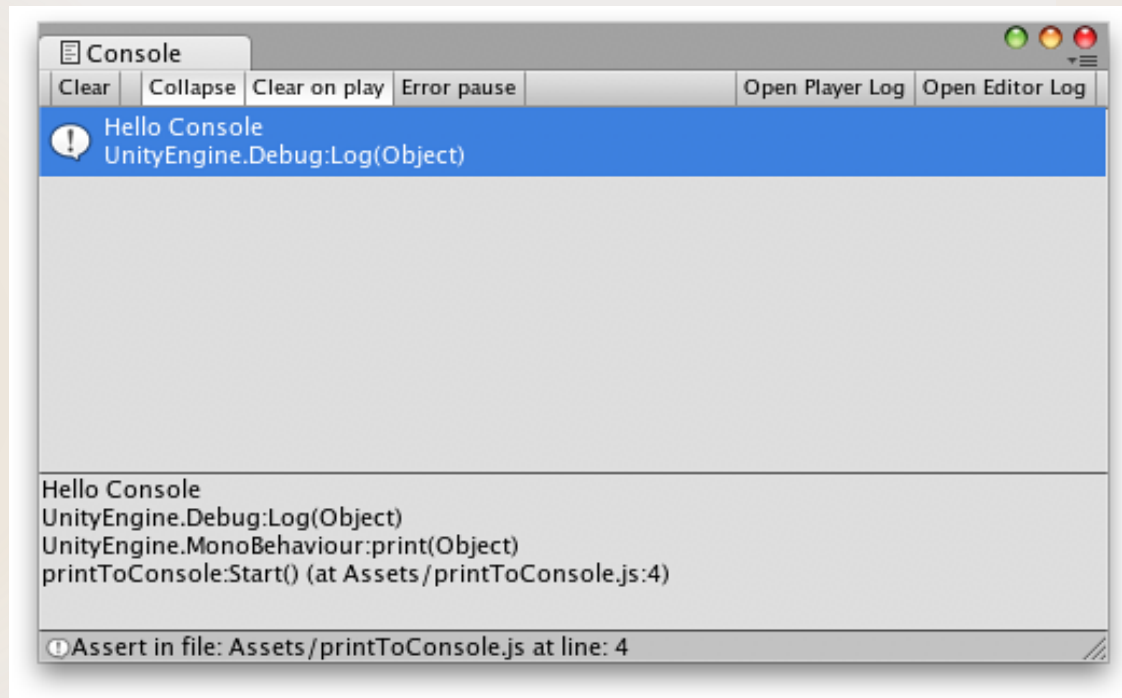 Console
Clear Collapse Clear on play Error pause Open Player Log Open Editor Log
Hello Console
UnityEngine.Debug:Log(Object)
Hello Console
UnityEngine.Debug:Log(Object)
UnityEngine.MonoBehaviour:print(Object)
printToConsole:Start() (at Assets/printToConsole.js:4)
Assert in file: Assets/printToConsole.js at line: 4